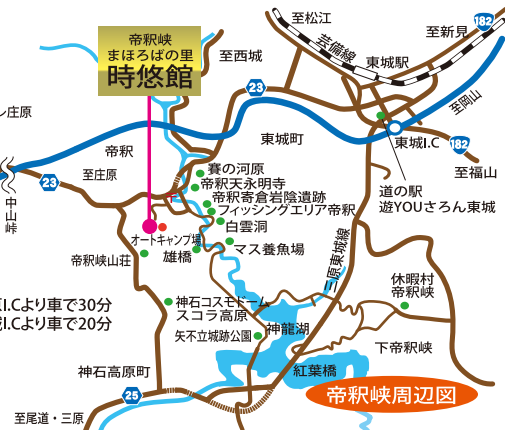 帝釈峡
まほろばの里
時悠館
至松江
至新見
182
芸備線
東城駅
至西城
至岡山
23
東城I.C
182
至福山
ン庄原
東城町
帝釈
至庄原
23
中山峠
賽の河原
帝釈天永明寺
帝釈寄倉岩陰遺跡
フィッシングエリア帝釈
白雲洞
マス養魚場
道の駅
遊YOUさろん東城
オートキャンプ場
雄橋
帝釈峡山荘
三原東城線
休暇村
帝釈峡
I.Cより車で30分
I.Cより車で20分
神石コスモドーム
スコラ高原
矢不立城跡公園
神龍湖
下帝釈峡
紅葉橋
神石高原町
25
帝釈峡周辺図
至尾道・三原